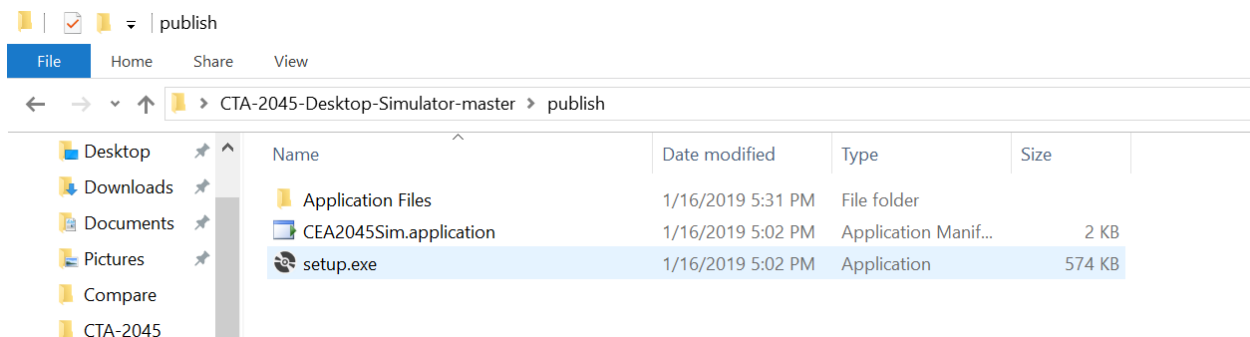 publish
File Home Share View
CTA-2045-Desktop-Simulator-master > publish
Desktop
Downloads
Documents
Pictures
Compare
CTA-2045
Name Date modified Type Size
Application Files 1/16/2019 5:31 PM File folder
CEA2045Sim.application 1/16/2019 5:02 PM Application Manif... 2 KB
setup.exe 1/16/2019 5:02 PM Application 574 KB